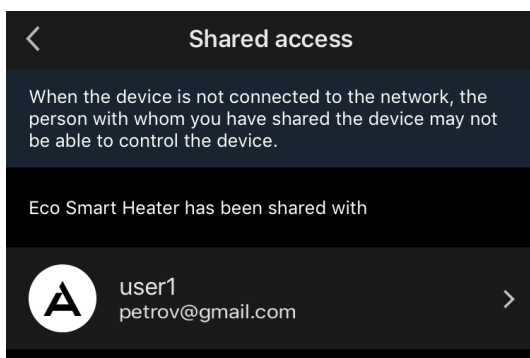 Shared access
When the device is not connected to the network, the
person with whom you have shared the device may not
be able to control the device.
Eco Smart Heater has been shared with
user1
petrov@gmail.com